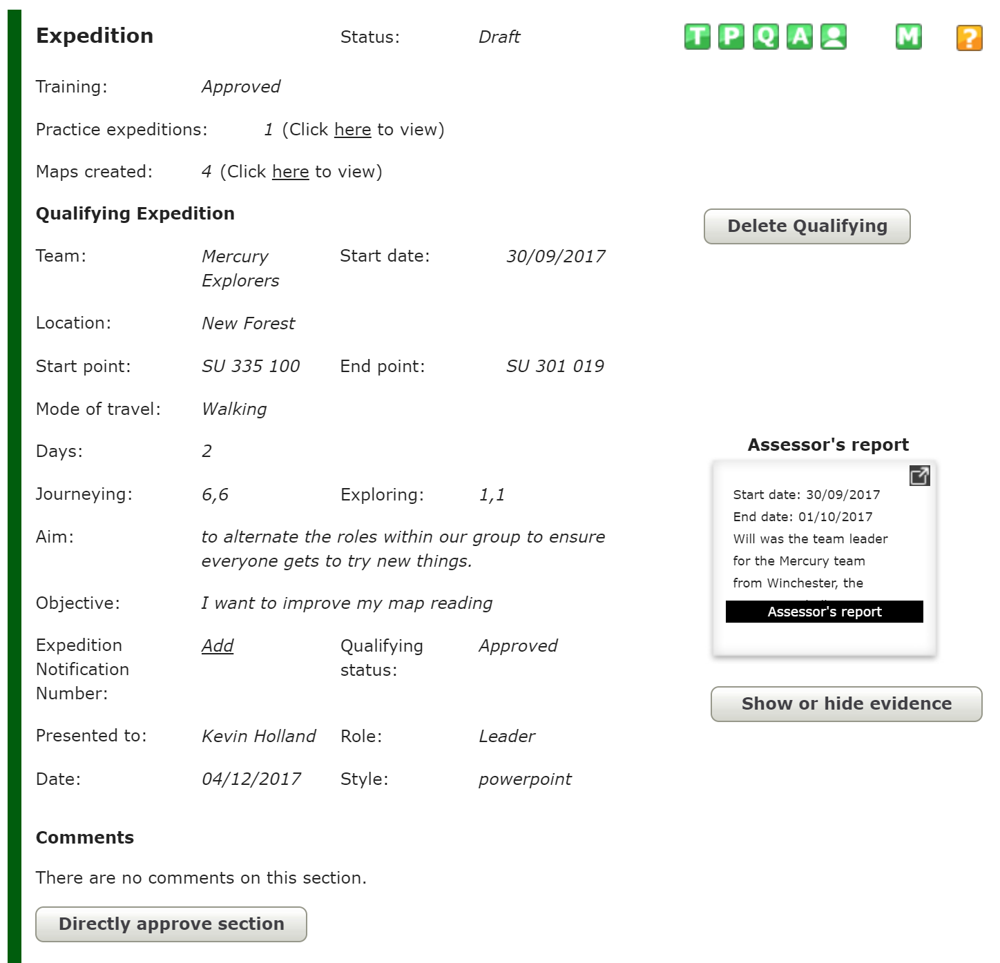 Expedition Status: Draft T P Q A M ?
Training: Approved
Practice expeditions: 1 (Click here to view)
Maps created: 4 (Click here to view)
Qualifying Expedition
Delete Qualifying
Team: Mercury Start date: 30/09/2017
Explorers
Location: New Forest
Start point: SU 335 100 End point: SU 301 019
Mode of travel: Walking
Days: 2
Journeying: 6,6 Exploring: 1,1
Aim: to alternate the roles within our group to ensure
everyone gets to try new things.
Objective: I want to improve my map reading
Expedition Add Qualifying Approved
Notification status:
Number:
Presented to: Kevin Holland Role: Leader
Date: 04/12/2017 Style: powerpoint
Assessor's report
Start date: 30/09/2017
End date: 01/10/2017
Will was the team leader
for the Mercury team
from Winchester, the
Assessor's report
Show or hide evidence
Comments
There are no comments on this section.
Directly approve section